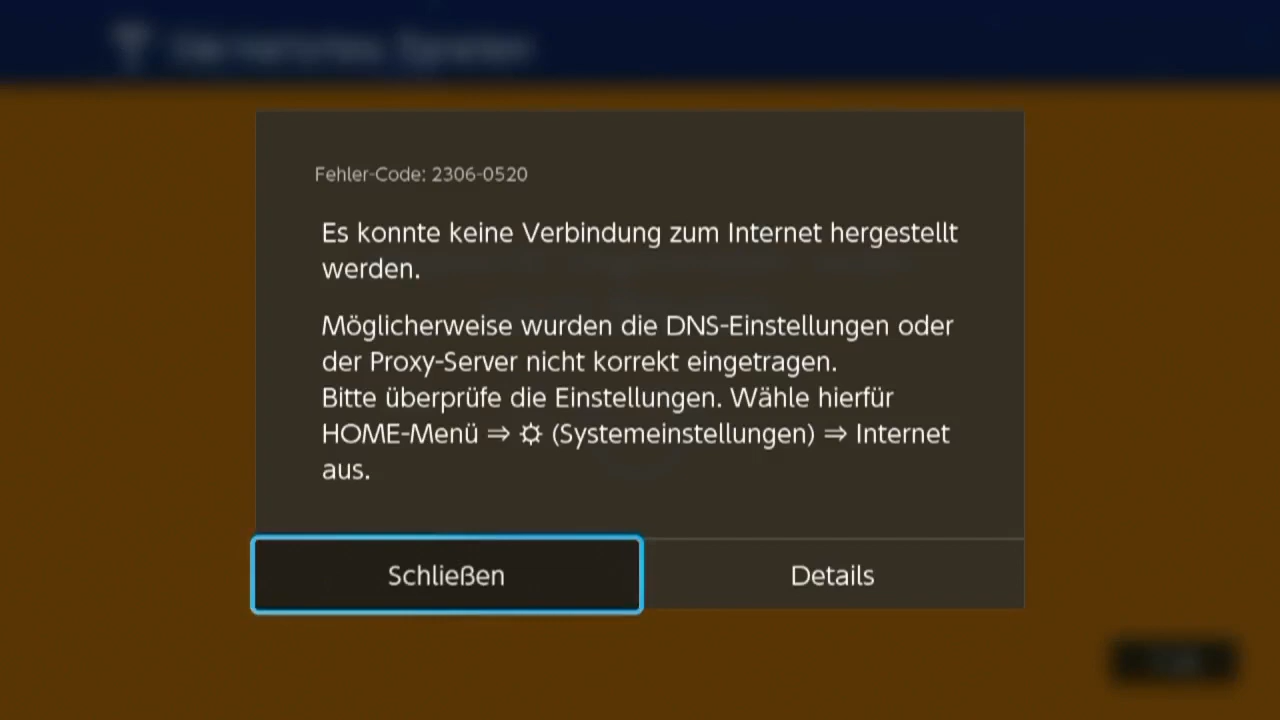 Fehler-Code: 2306-0520
Es konnte keine Verbindung zum Internet hergestellt
werden.
Möglicherweise wurden die DNS-Einstellungen oder
der Proxy-Server nicht korrekt eingetragen.
Bitte überprüfe die Einstellungen. Wähle hierfür
HOME-Menü ⇒ ☼ (Systemeinstellungen) ⇒ Internet
aus.
Schließen
Details